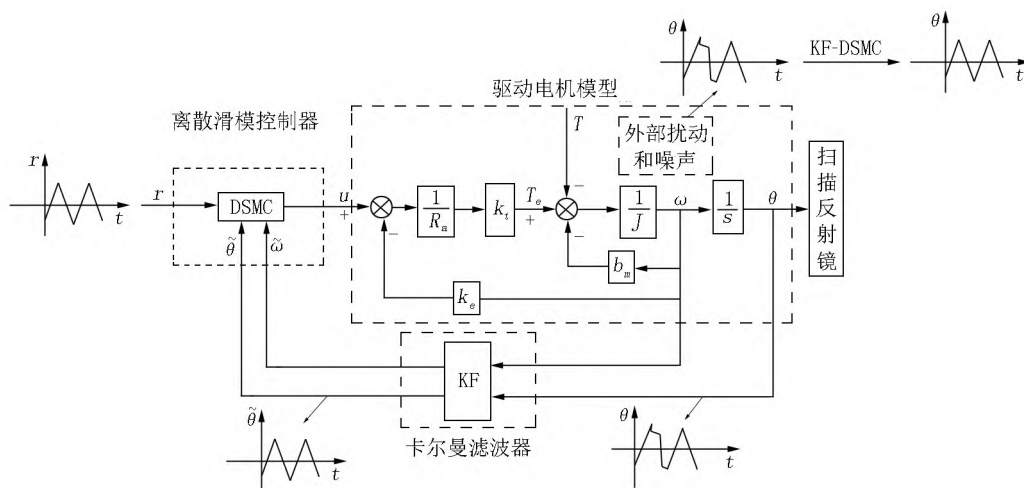 θ
t
KF-DSMC
θ
t
驱动电机模型
离散滑模控制器
T
外部扰动
和噪声
扫描反射镜
r
t
r
DSMC
u
+
−
1
R_a
k_t
T_e
+
−
−
1
J
ω
1
s
θ
θ̃
ω̃
b_m
k_e
KF
卡尔曼滤波器
θ̃
t
θ
t